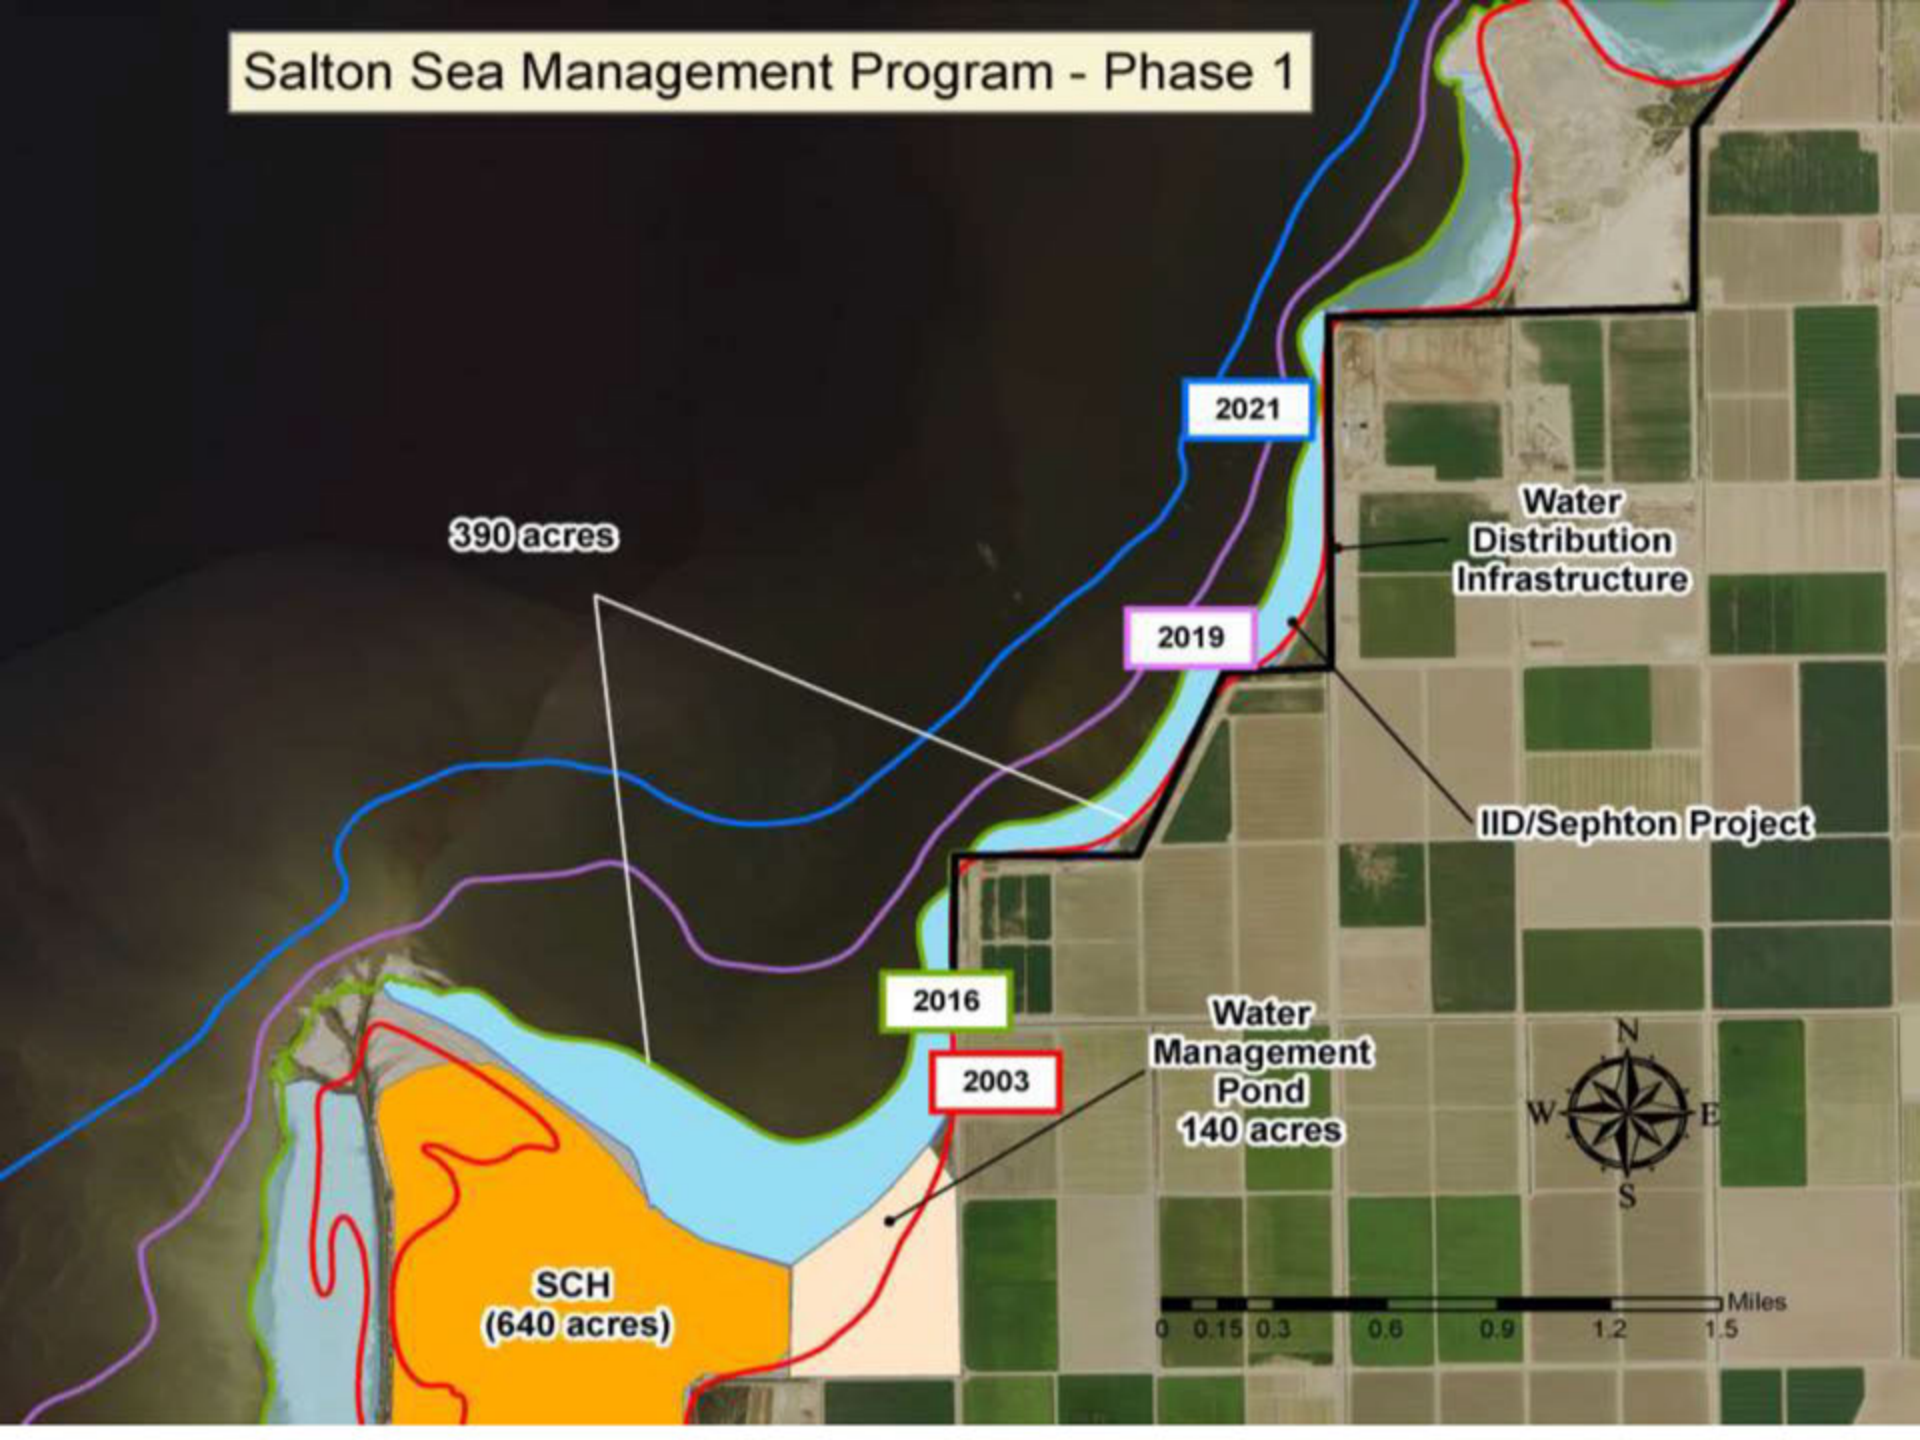 Salton Sea Management Program - Phase 1
2021
390 acres
Water
Distribution
Infrastructure
2019
IID/Sephton Project
2016
2003
Water
Management
Pond
140 acres
N
W
E
S
SCH
(640 acres)
Miles
0 0.15 0.3 0.6 0.9 1.2 1.5